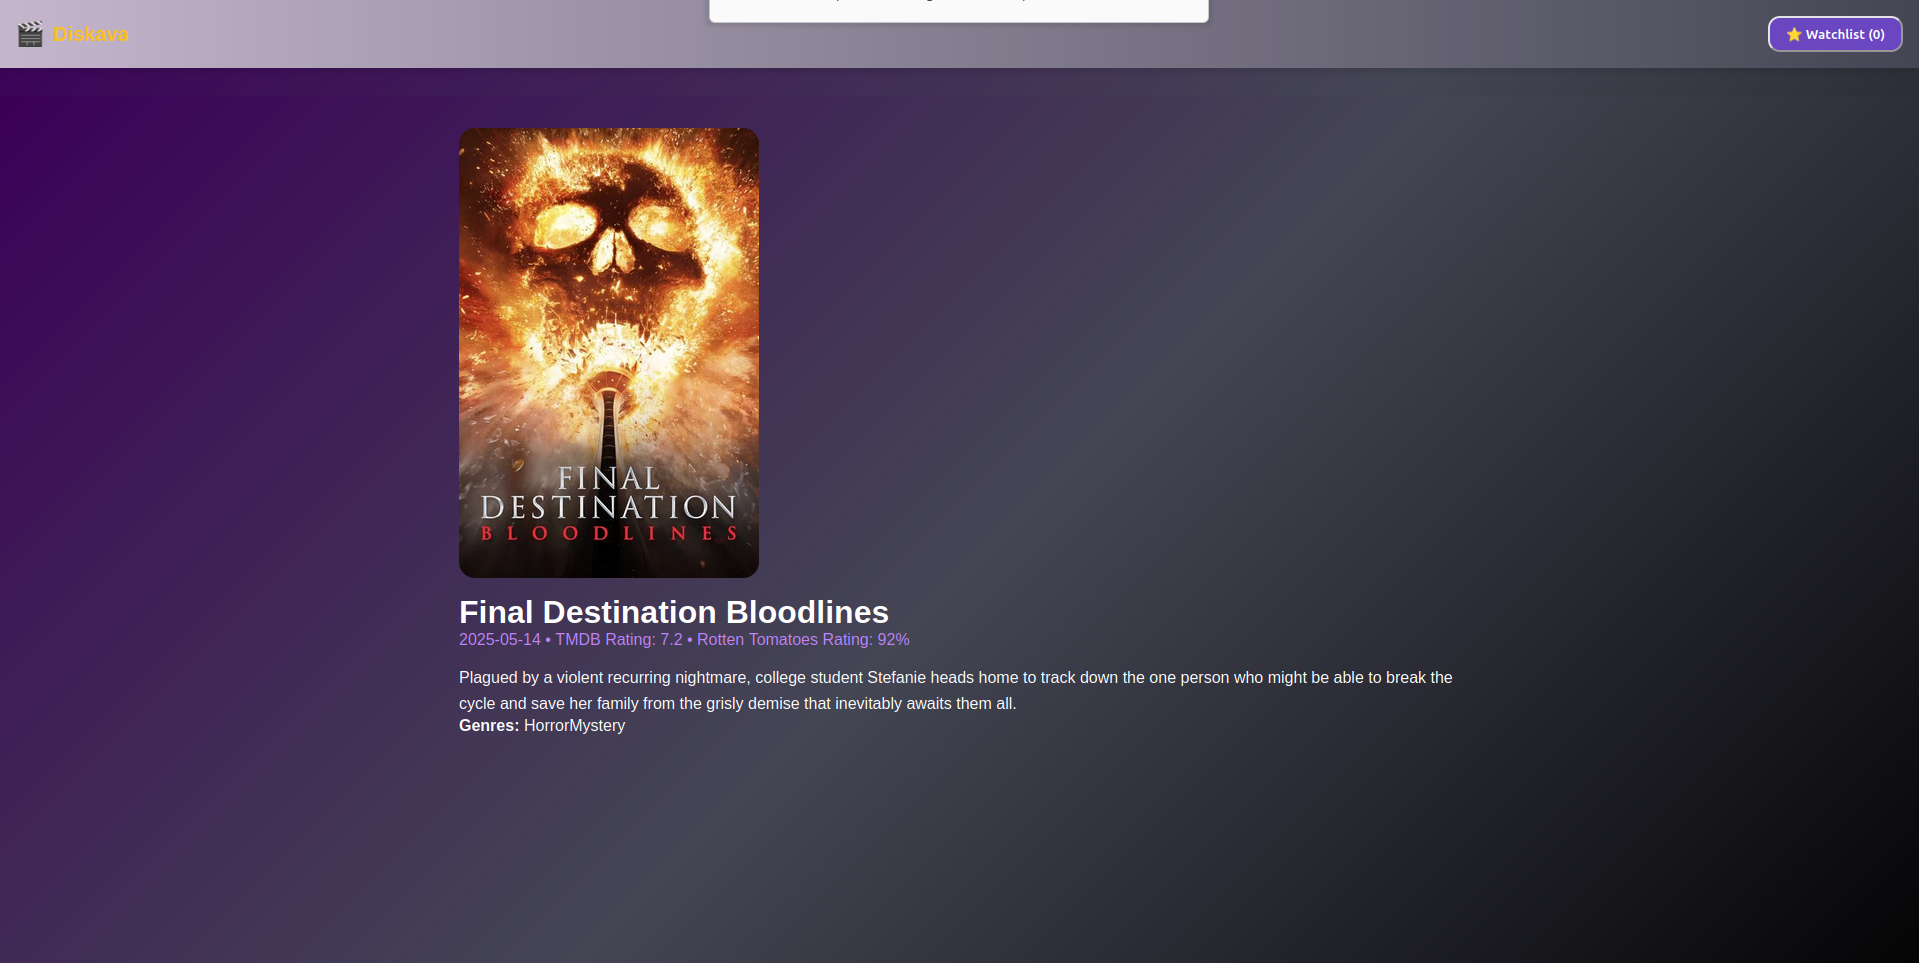 Diskava
Watchlist (0)
FINAL
DESTINATION
BLOODLINES
Final Destination Bloodlines
2025-05-14 • TMDB Rating: 7.2 • Rotten Tomatoes Rating: 92%
Plagued by a violent recurring nightmare, college student Stefanie heads home to track down the one person who might be able to break the
cycle and save her family from the grisly demise that inevitably awaits them all.
Genres: HorrorMystery